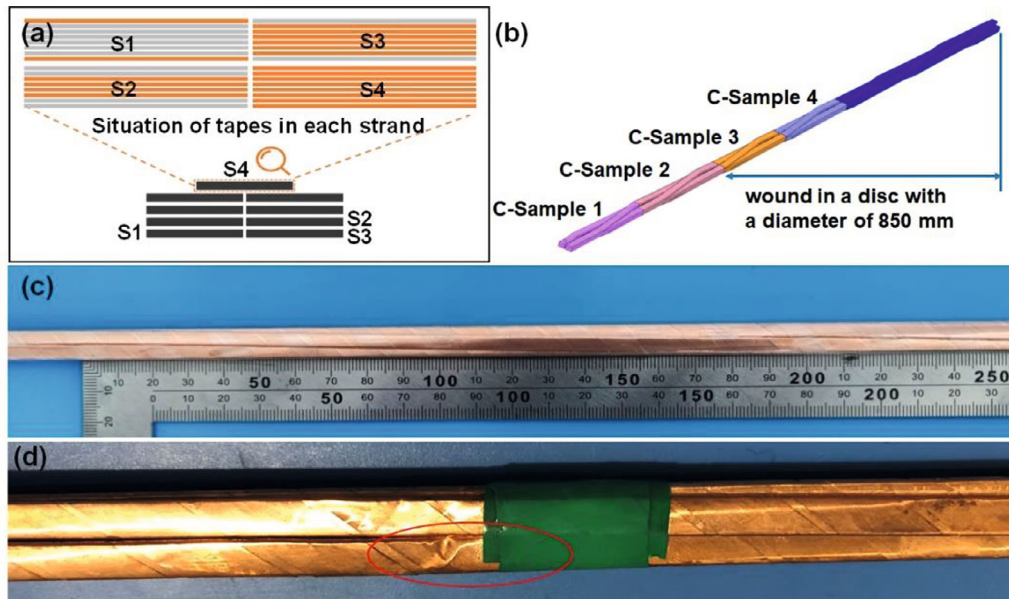 (a)
S1
S3
S2
S4
Situation of tapes in each strand
S4
S1
S2
S3
(b)
C-Sample 4
C-Sample 3
C-Sample 2
C-Sample 1
wound in a disc with
a diameter of 850 mm
(c)
10 20 30 40 50 60 70 80 90 100 10 20 30 40 150 60 70 80 90 200 10 20 30 40 250
10
0 10 20 30 40 50 60 70 80 90 100 10 20 30 40 150 60 70 80 90 200 10 20 30
20
(d)